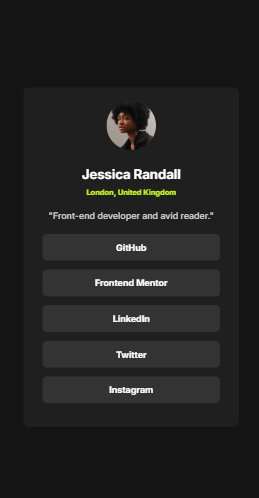 Jessica Randall
London, United Kingdom
"Front-end developer and avid reader."
GitHub
Frontend Mentor
LinkedIn
Twitter
Instagram